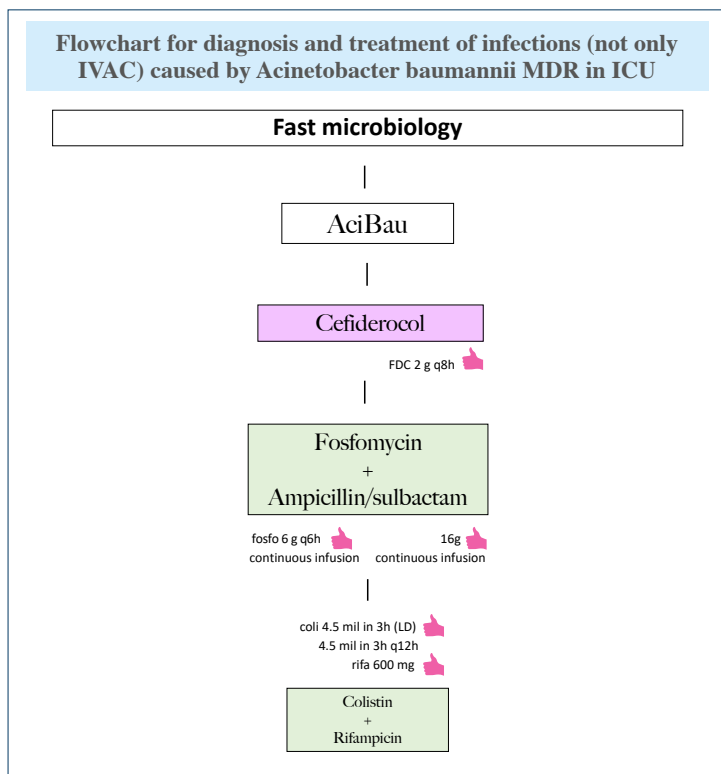 Flowchart for diagnosis and treatment of infections (not only
IVAC) caused by Acinetobacter baumannii MDR in ICU
Fast microbiology
AciBau
Cefiderocol
FDC 2 g q8h
Fosfomycin
+
Ampicillin/sulbactam
fosfo 6 g q6h
continuous infusion
16g
continuous infusion
coli 4.5 mil in 3h (LD)
4.5 mil in 3h q12h
rifa 600 mg
Colistin
+
Rifampicin